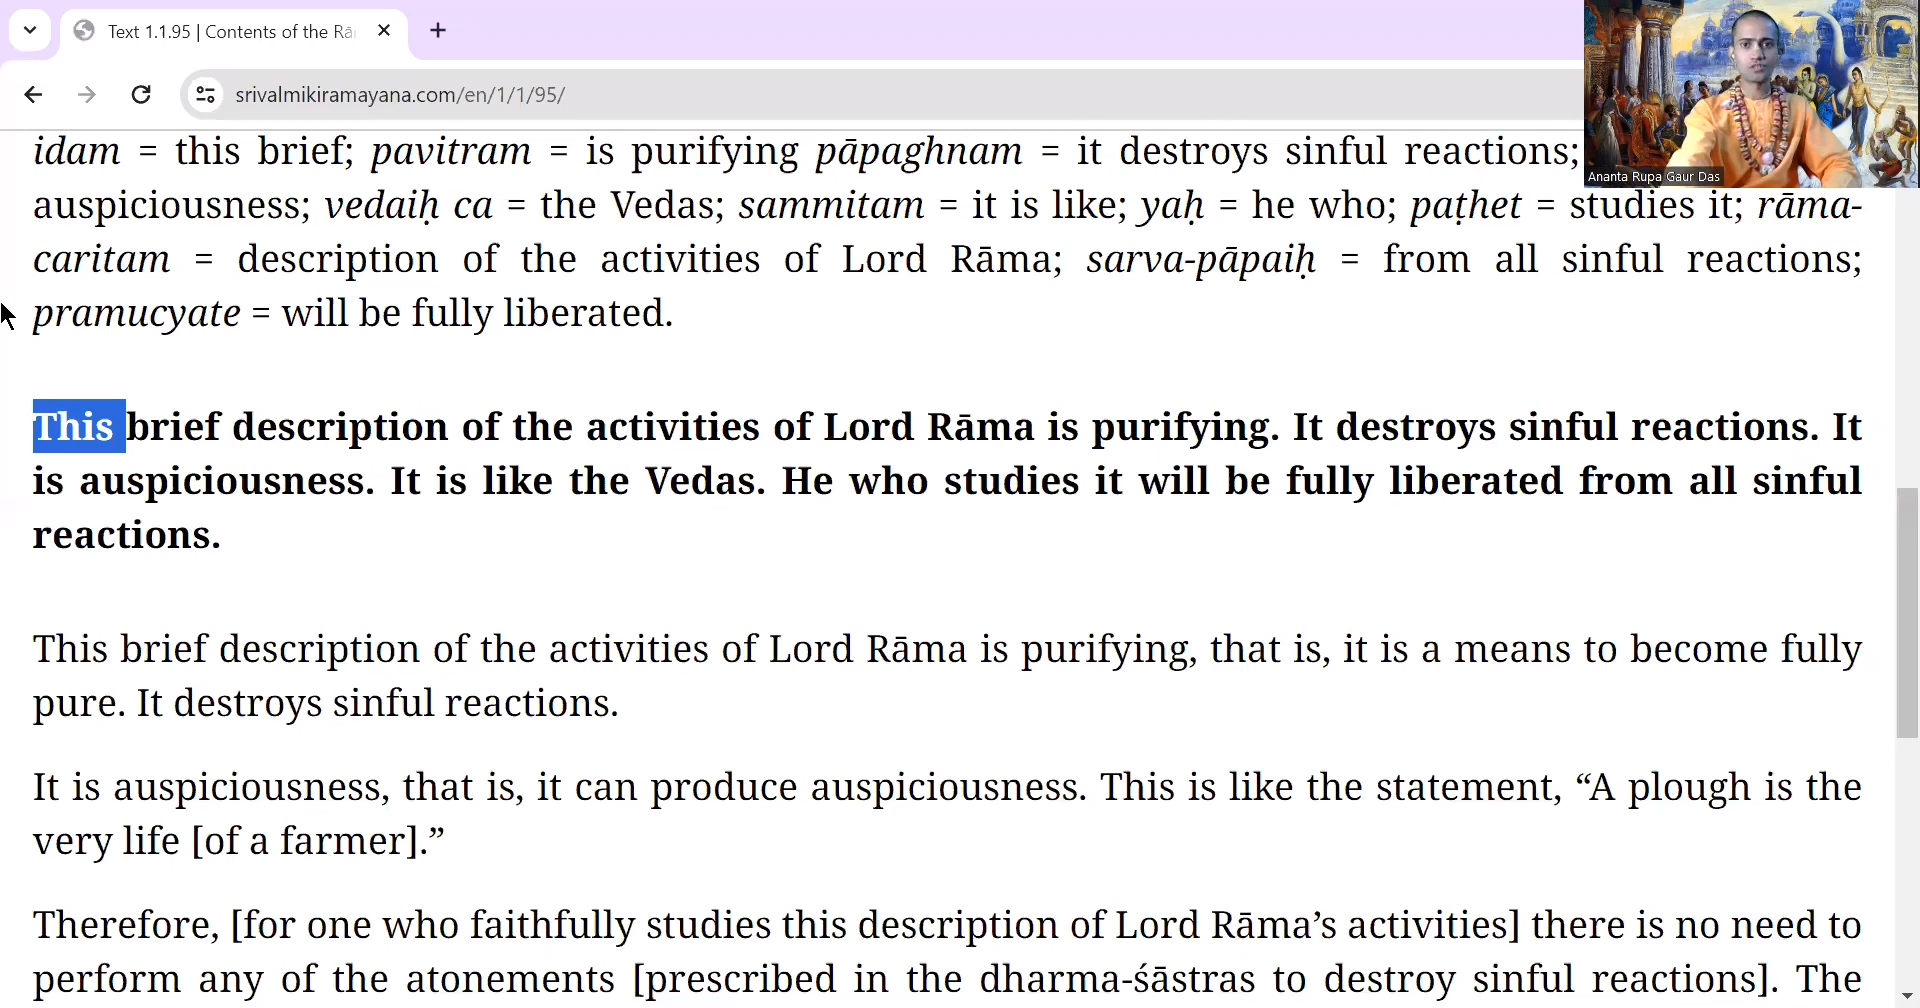 Text 1.1.95 | Contents of the Rā
srivalmikiramayana.com/en/1/1/95/
Ananta Rupa Gaur Das
idam = this brief; pavitram = is purifying pāpaghnam = it destroys sinful reactions;
auspiciousness; vedaiḥ ca = the Vedas; sammitam = it is like; yaḥ = he who; paṭhet = studies it; rāma-
caritam = description of the activities of Lord Rāma; sarva-pāpaiḥ = from all sinful reactions;
pramucyate = will be fully liberated.
This brief description of the activities of Lord Rāma is purifying. It destroys sinful reactions. It
is auspiciousness. It is like the Vedas. He who studies it will be fully liberated from all sinful
reactions.
This brief description of the activities of Lord Rāma is purifying, that is, it is a means to become fully
pure. It destroys sinful reactions.
It is auspiciousness, that is, it can produce auspiciousness. This is like the statement, “A plough is the
very life [of a farmer].”
Therefore, [for one who faithfully studies this description of Lord Rāma’s activities] there is no need to
perform any of the atonements [prescribed in the dharma-śāstras to destroy sinful reactions]. The